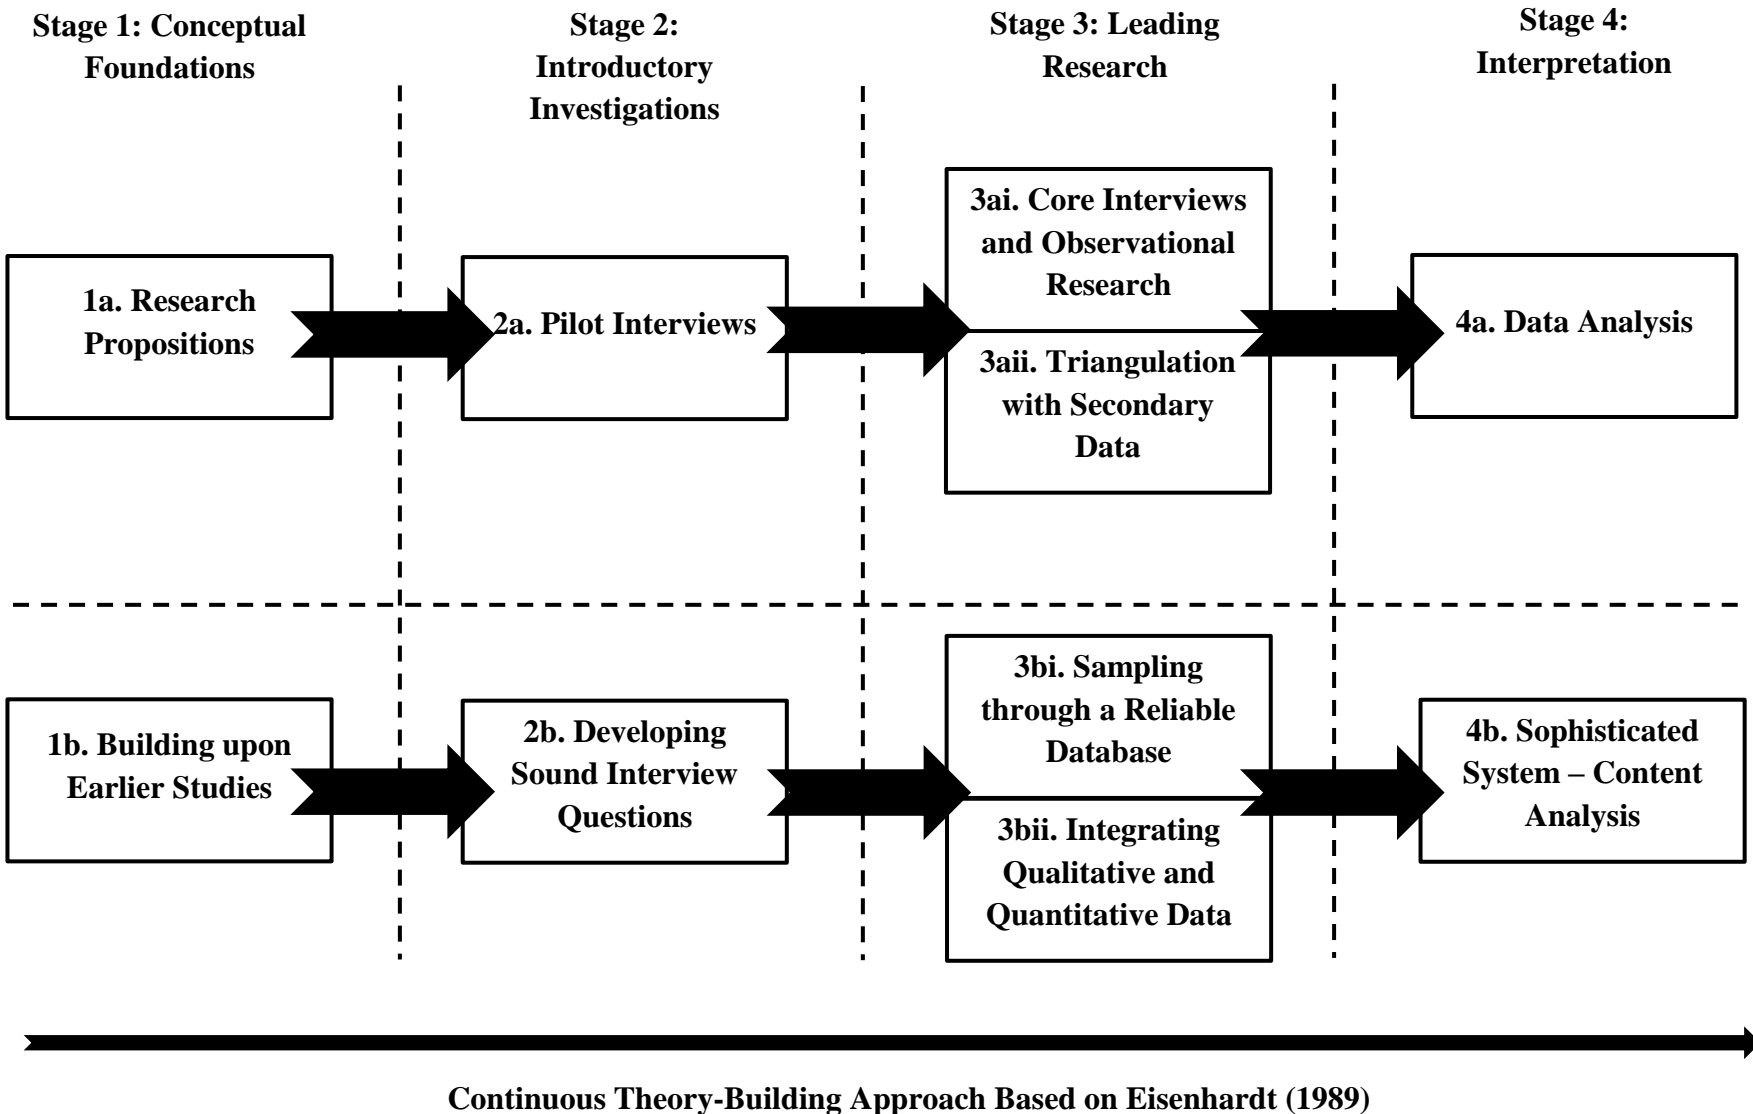 Stage 1: Conceptual
Foundations
Stage 2:
Introductory
Investigations
Stage 3: Leading
Research
Stage 4:
Interpretation
1a. Research
Propositions
2a. Pilot Interviews
3ai. Core Interviews
and Observational
Research
3aii. Triangulation
with Secondary
Data
4a. Data Analysis
1b. Building upon
Earlier Studies
2b. Developing
Sound Interview
Questions
3bi. Sampling
through a Reliable
Database
3bii. Integrating
Qualitative and
Quantitative Data
4b. Sophisticated
System – Content
Analysis
Continuous Theory-Building Approach Based on Eisenhardt (1989)